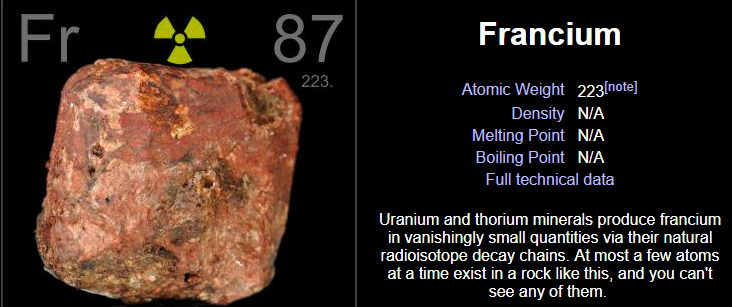 Fr
87
223.
Francium
Atomic Weight 223[note]
Density N/A
Melting Point N/A
Boiling Point N/A
Full technical data
Uranium and thorium minerals produce francium
in vanishingly small quantities via their natural
radioisotope decay chains. At most a few atoms
at a time exist in a rock like this, and you can't
see any of them.